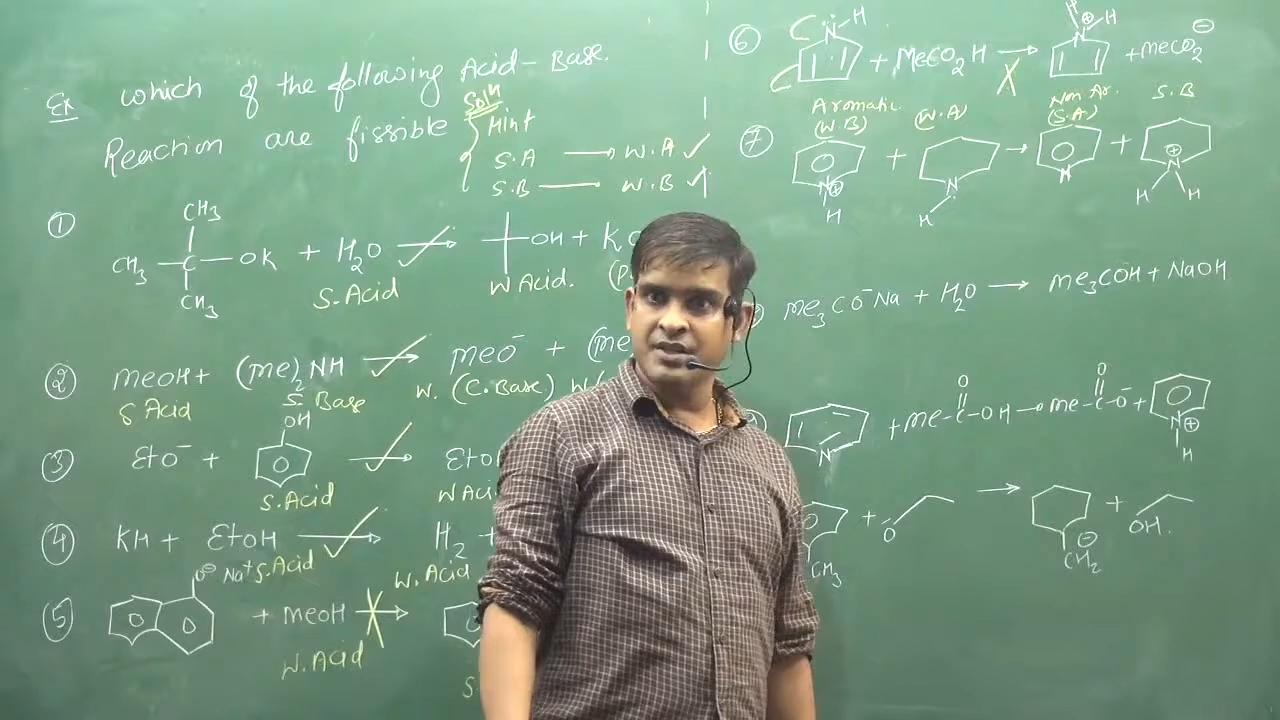 Ex which of the following Acid-Base.
Reaction are fissible
Soln
Hint
S.A → W.A ✓
S.B — W.B ✓
① CH3
CH3 – C – OK + H2O → OH +
CH3
S.Acid W Acid.
② MeOH + (Me)2 NH → MeO⁻ +
S Acid S Base W. (C. Base)
③ EtO⁻ + OH →
S.Acid
④ KH + EtOH → H2 +
S.Acid W. Acid
⑤ O⊖ Na⁺ + MeOH →
W. Acid
⑥ N H + MeCO2H → N ⊕ H + MeCO2⊖
Aromatic (W.B) (W.A) Non Ar. (S.A) S.B
⑦ N⊕ H + N H → N + N⊕ H H
Me3CO⁻Na + H2O → Me3COH + NaOH
N + Me-C-OH → Me-C-O⁻ + N⊕ H
O O
CH3 + O → CH2⊖ + OH.